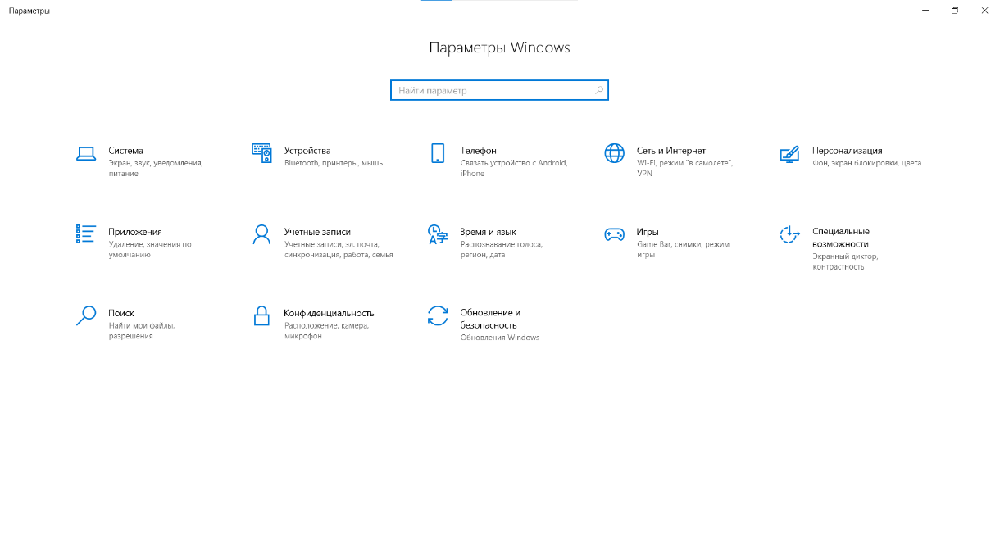 Параметры
Параметры Windows
Найти параметр
Система
Экран, звук, уведомления,
питание
Устройства
Bluetooth, принтеры, мышь
Телефон
Связать устройство с Android,
iPhone
Сеть и Интернет
Wi-Fi, режим "в самолете",
VPN
Персонализация
Фон, экран блокировки, цвета
Приложения
Удаление, значения по
умолчанию
Учетные записи
Учетные записи, эл. почта,
синхронизация, работа, семья
Время и язык
Распознавание голоса,
регион, дата
Игры
Game Bar, снимки, режим
игры
Специальные
возможности
Экранный диктор,
контрастность
Поиск
Найти мои файлы,
разрешения
Конфиденциальность
Расположение, камера,
микрофон
Обновление и
безопасность
Обновления Windows